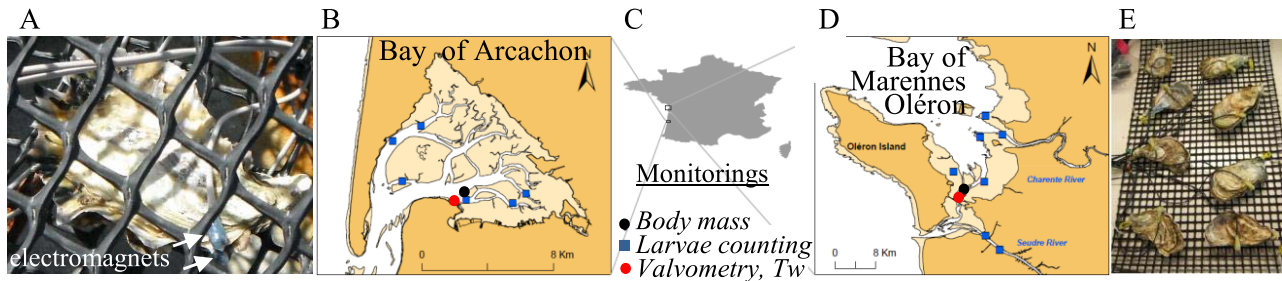 A
electromagnets
B
Bay of Arcachon
N
0
8 Km
C
Monitorings
Body mass
Larvae counting
Valvometry, Tw
D
Bay of
Marennes
Oléron
N
Oléron Island
Charente River
Seudre River
0
8 Km
E